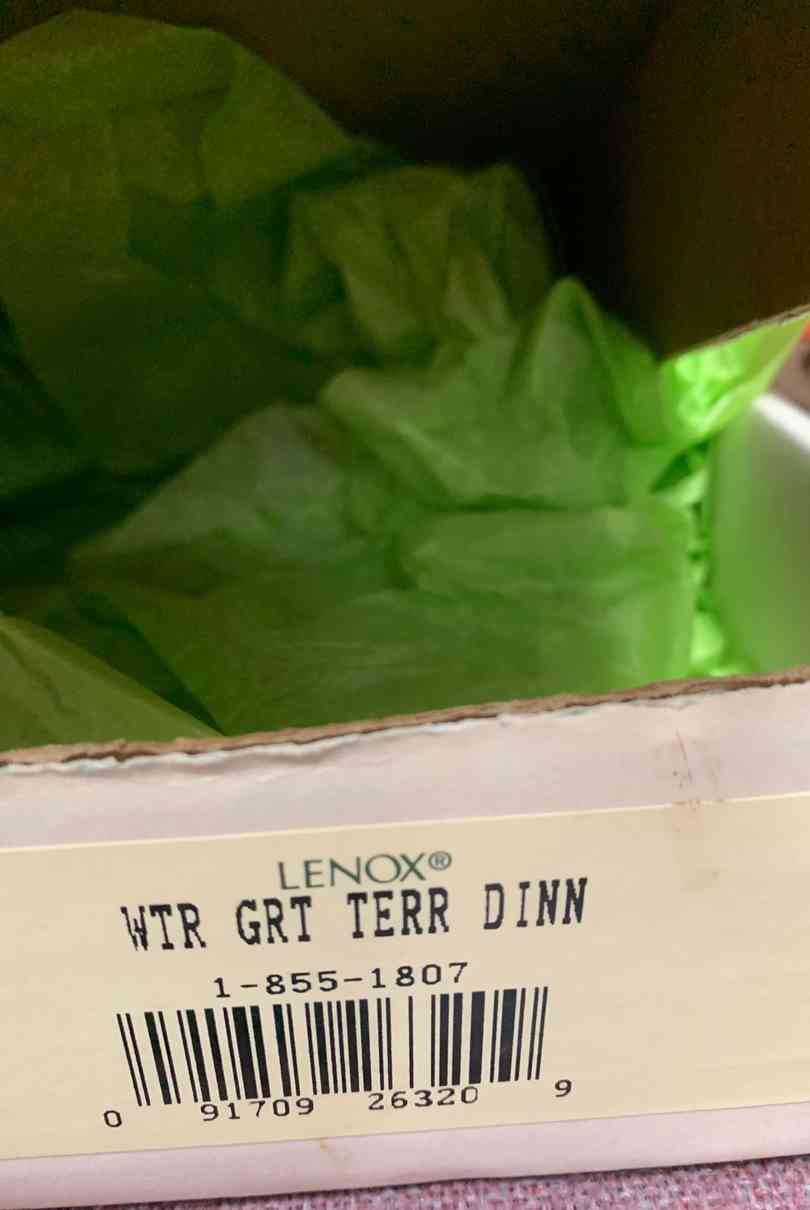 LENOX®
WTR GRT TERR DINN
1-855-1807
0 91709 26320 9